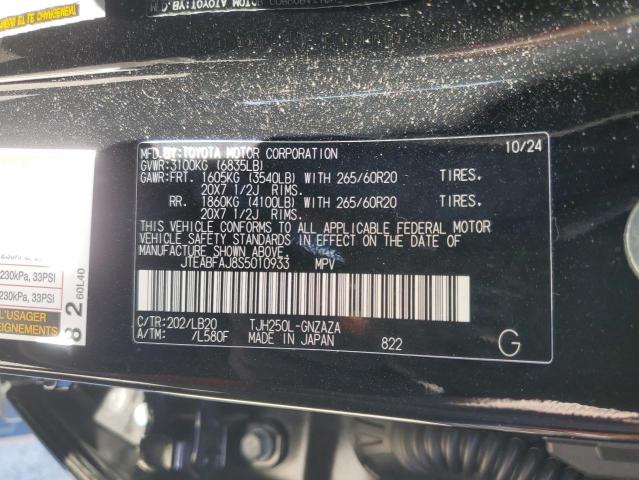 MFD.BY:TOYOTA MOTOR CORPORATION 10/24
GVWR:3100KG (6835LB)
GAWR:FRT. 1605KG (3540LB) WITH 265/60R20 TIRES.
20X7 1/2J RIMS.
RR. 1860KG (4100LB) WITH 265/60R20 TIRES.
20X7 1/2J RIMS.
THIS VEHICLE CONFORMS TO ALL APPLICABLE FEDERAL MOTOR
VEHICLE SAFETY STANDARDS IN EFFECT ON THE DATE OF
MANUFACTURE SHOWN ABOVE.
JTEABFAJ8S5010933 MPV
C/TR:202/LB20 TJH250L-GNZAZA
A/TM: /L580F MADE IN JAPAN 822 G
230kPa, 33PSI
230kPa, 33PSI
L'USAGER
82
60L40